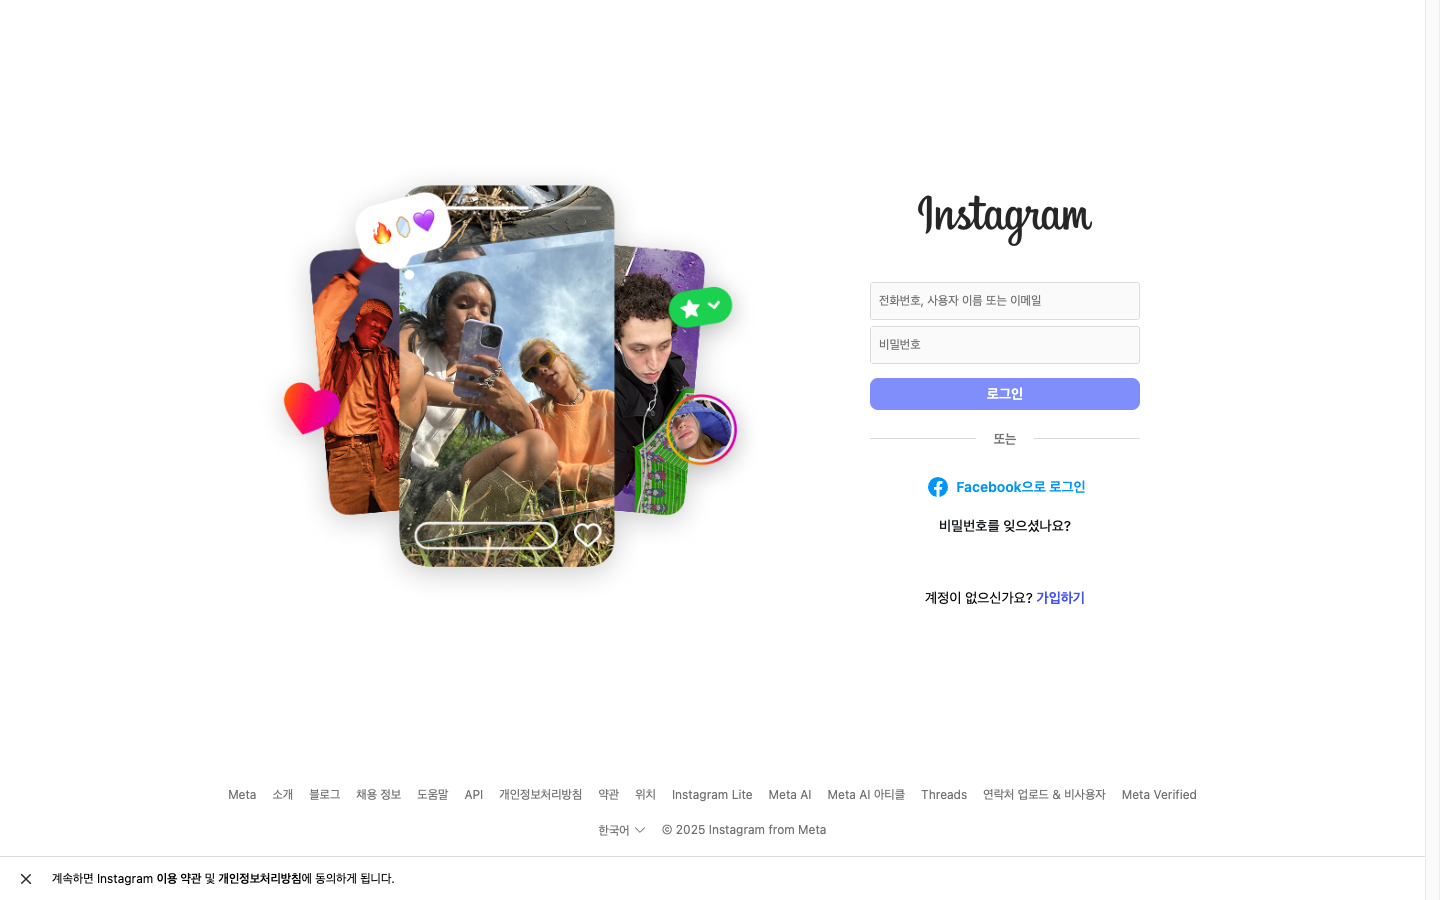 Instagram
전화번호, 사용자 이름 또는 이메일
비밀번호
로그인
또는
Facebook으로 로그인
비밀번호를 잊으셨나요?
계정이 없으신가요? 가입하기
Meta 소개 블로그 채용 정보 도움말 API 개인정보처리방침 약관 위치 Instagram Lite Meta AI Meta AI 아티클 Threads 연락처 업로드 & 비사용자 Meta Verified
한국어 © 2025 Instagram from Meta
계속하면 Instagram 이용 약관 및 개인정보처리방침에 동의하게 됩니다.